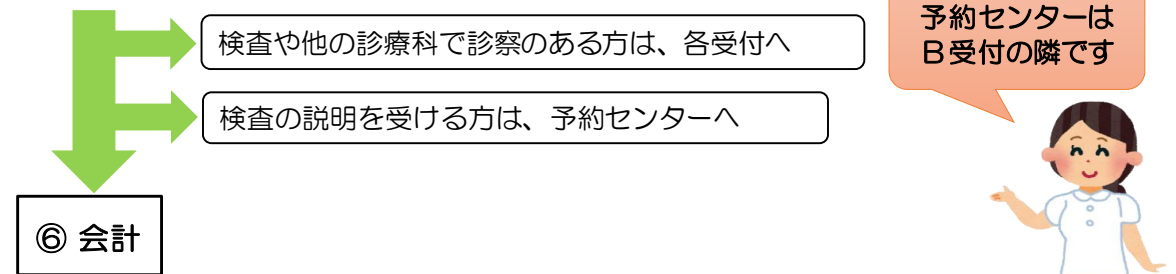 予約センターは
B受付の隣です
検査や他の診療科で診察のある方は、各受付へ
検査の説明を受ける方は、予約センターへ
⑥ 会計